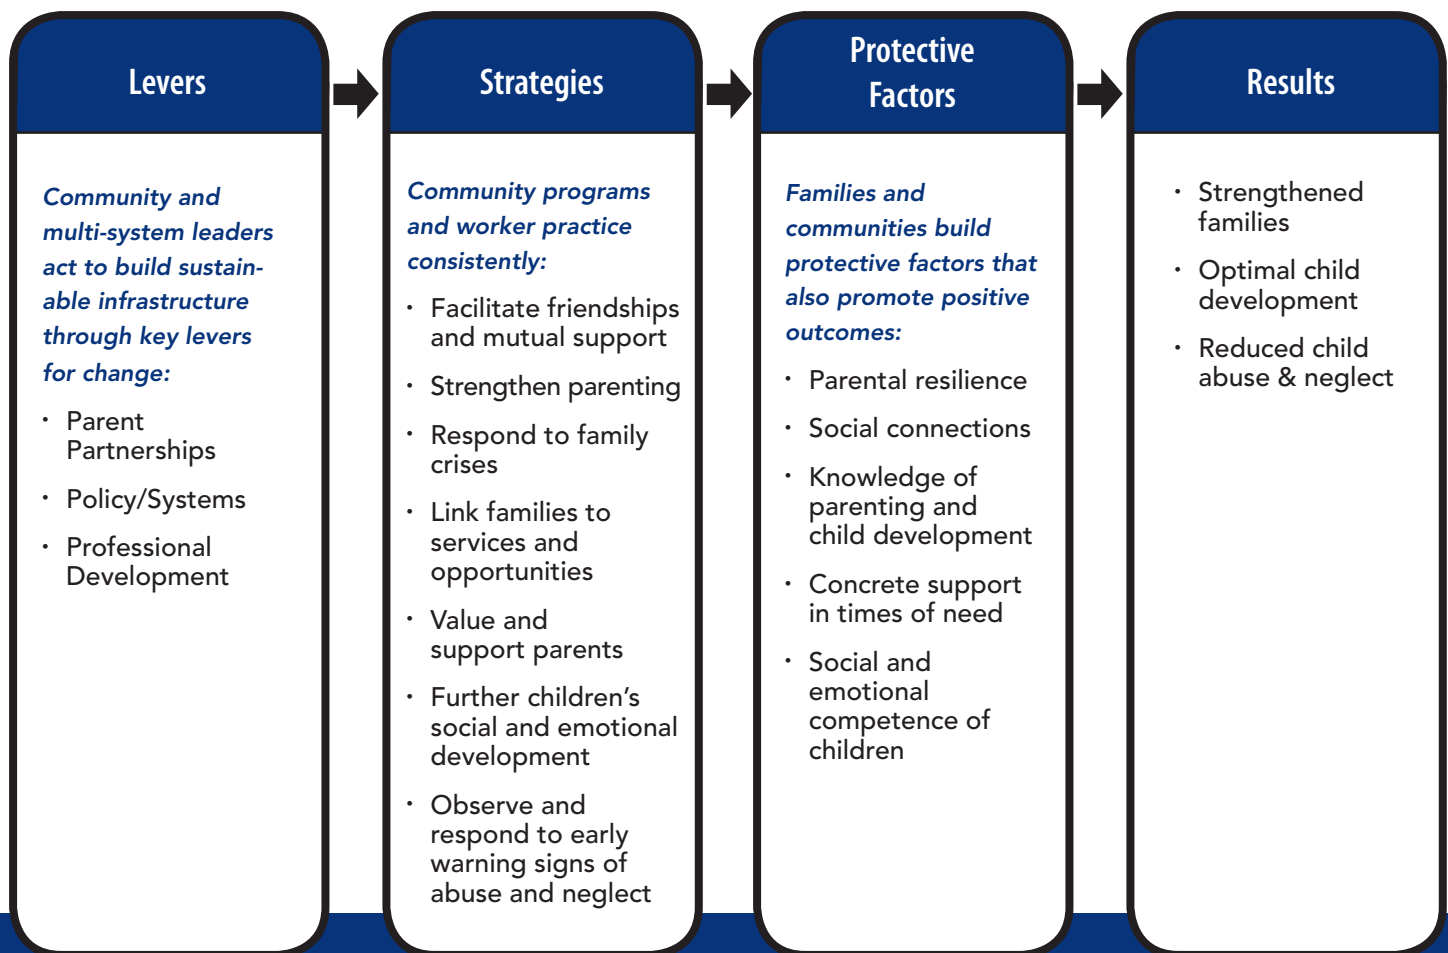 Levers
Community and
multi-system leaders
act to build sustain-
able infrastructure
through key levers
for change:
· Parent
Partnerships
· Policy/Systems
· Professional
Development
Strategies
Community programs
and worker practice
consistently:
· Facilitate friendships
and mutual support
· Strengthen parenting
· Respond to family
crises
· Link families to
services and
opportunities
· Value and
support parents
· Further children’s
social and emotional
development
· Observe and
respond to early
warning signs of
abuse and neglect
Protective
Factors
Families and
communities build
protective factors that
also promote positive
outcomes:
· Parental resilience
· Social connections
· Knowledge of
parenting and
child development
· Concrete support
in times of need
· Social and
emotional
competence of
children
Results
· Strengthened
families
· Optimal child
development
· Reduced child
abuse & neglect